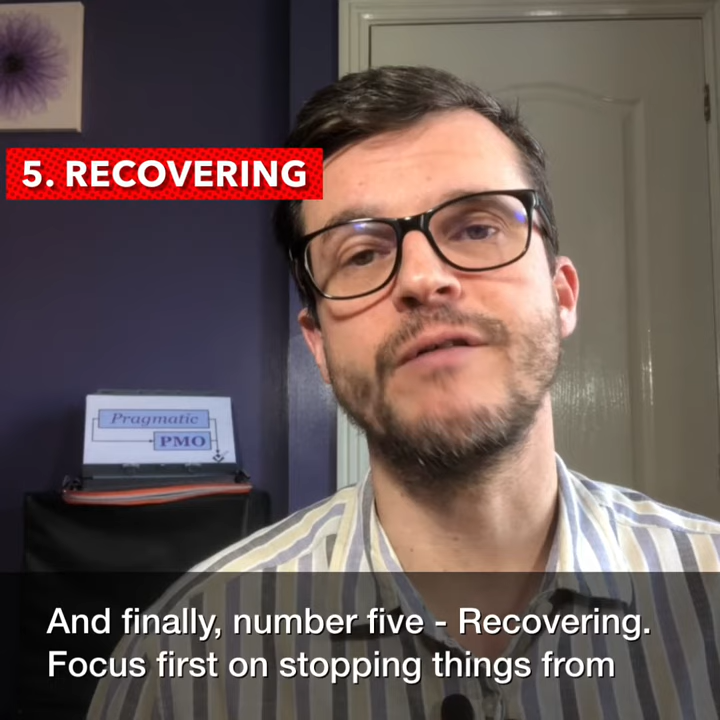 5. RECOVERING
Pragmatic
PMO
And finally, number five - Recovering.
Focus first on stopping things from